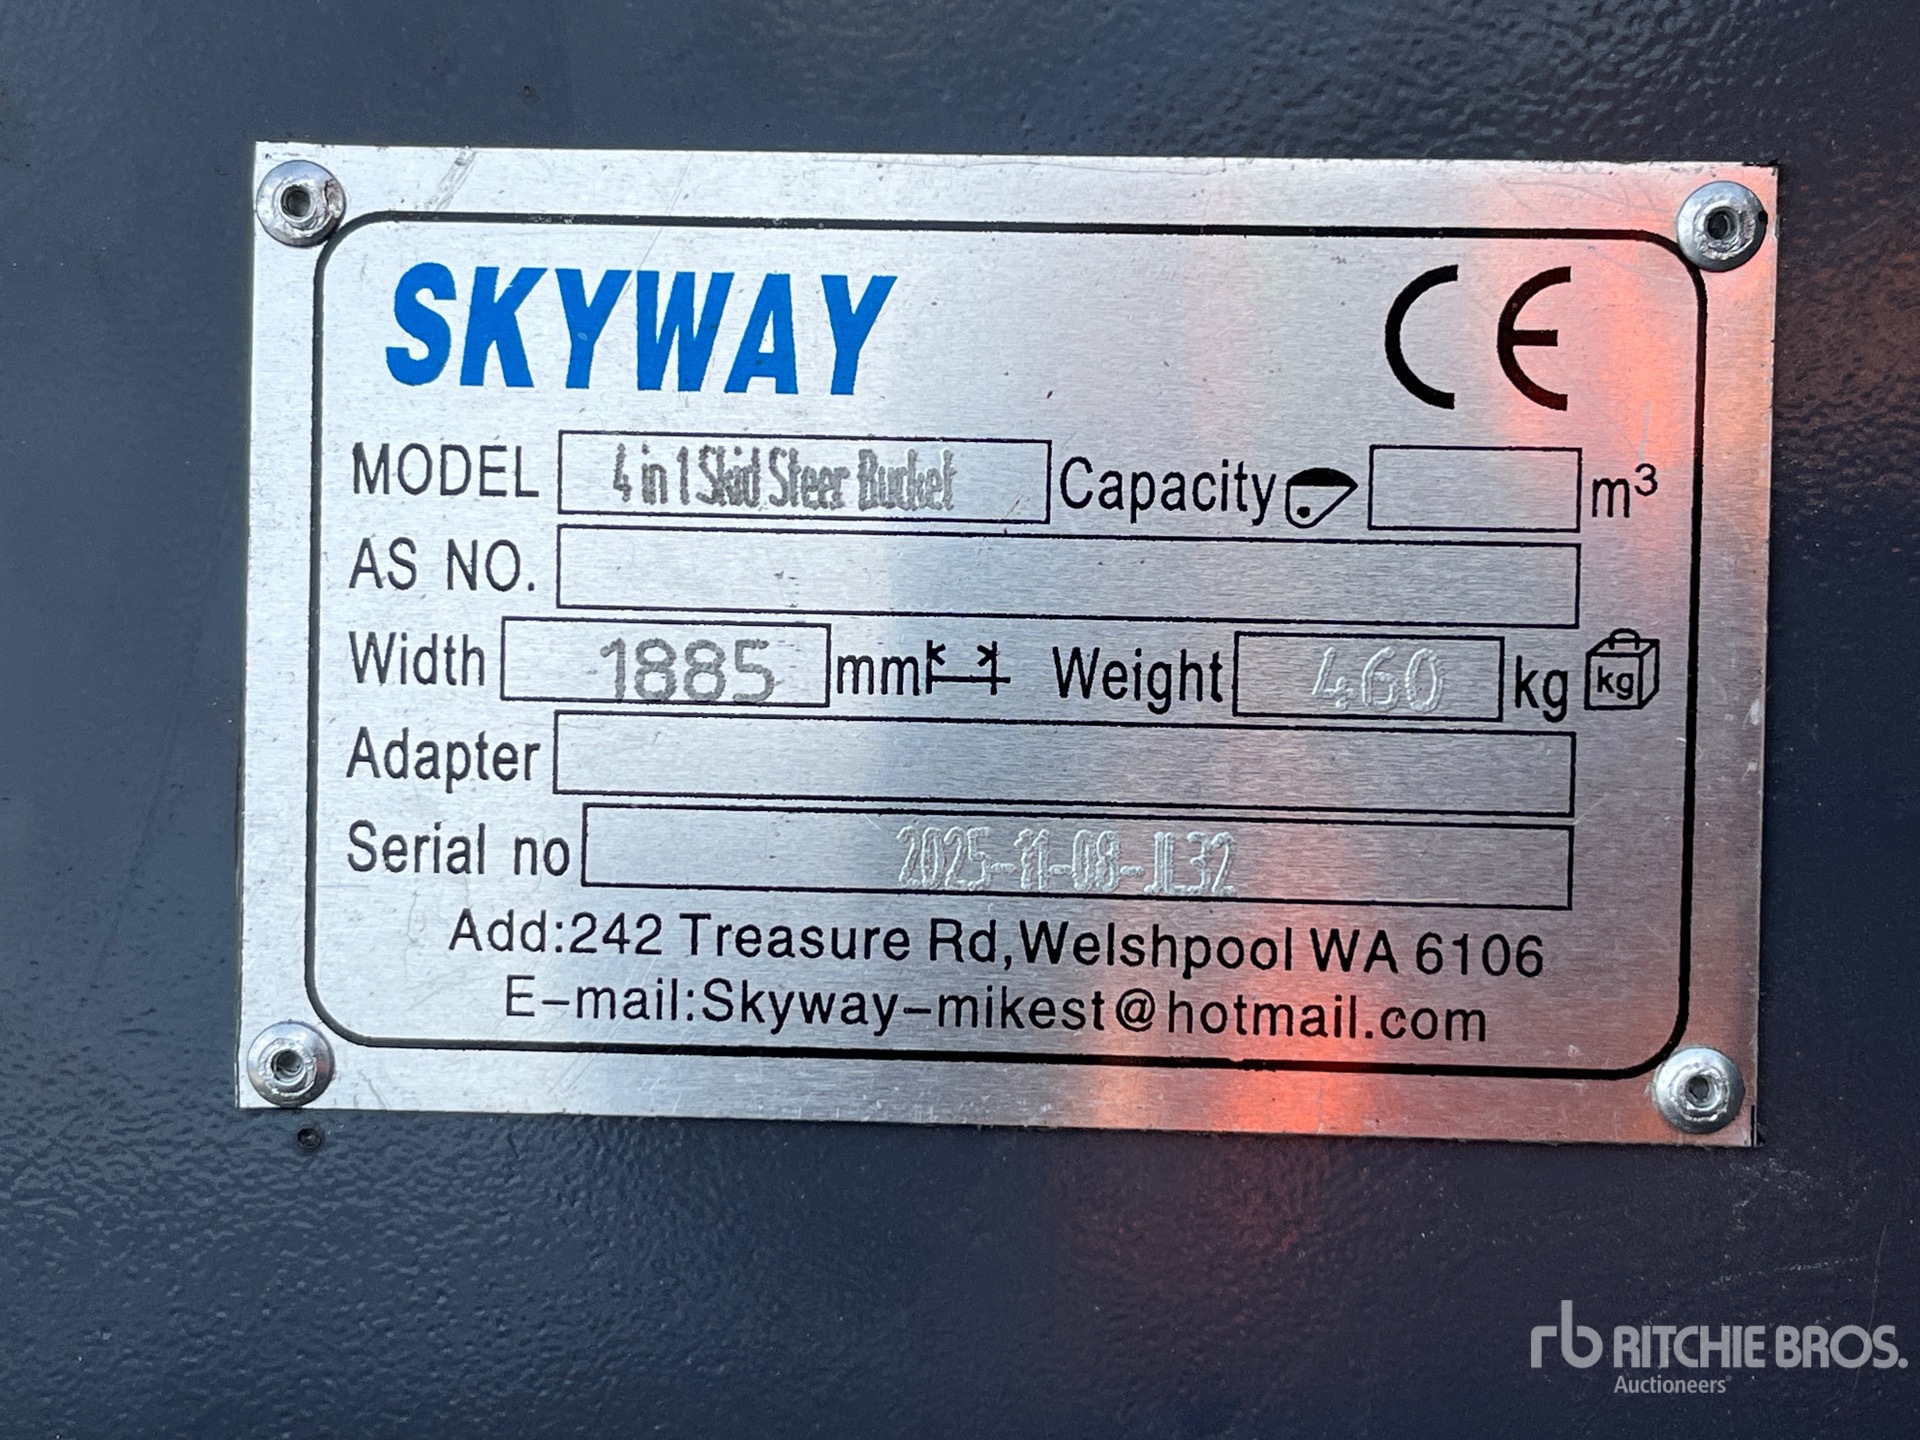 SKYWAY CE
MODEL 4 in 1 Skid Steer Bucket Capacity m³
AS NO.
Width 1885 mm Weight 460 kg kg
Adapter
Serial no 2025-11-08-JL32
Add:242 Treasure Rd,Welshpool WA 6106
E-mail:Skyway-mikest@hotmail.com
rb RITCHIE BROS.
Auctioneers